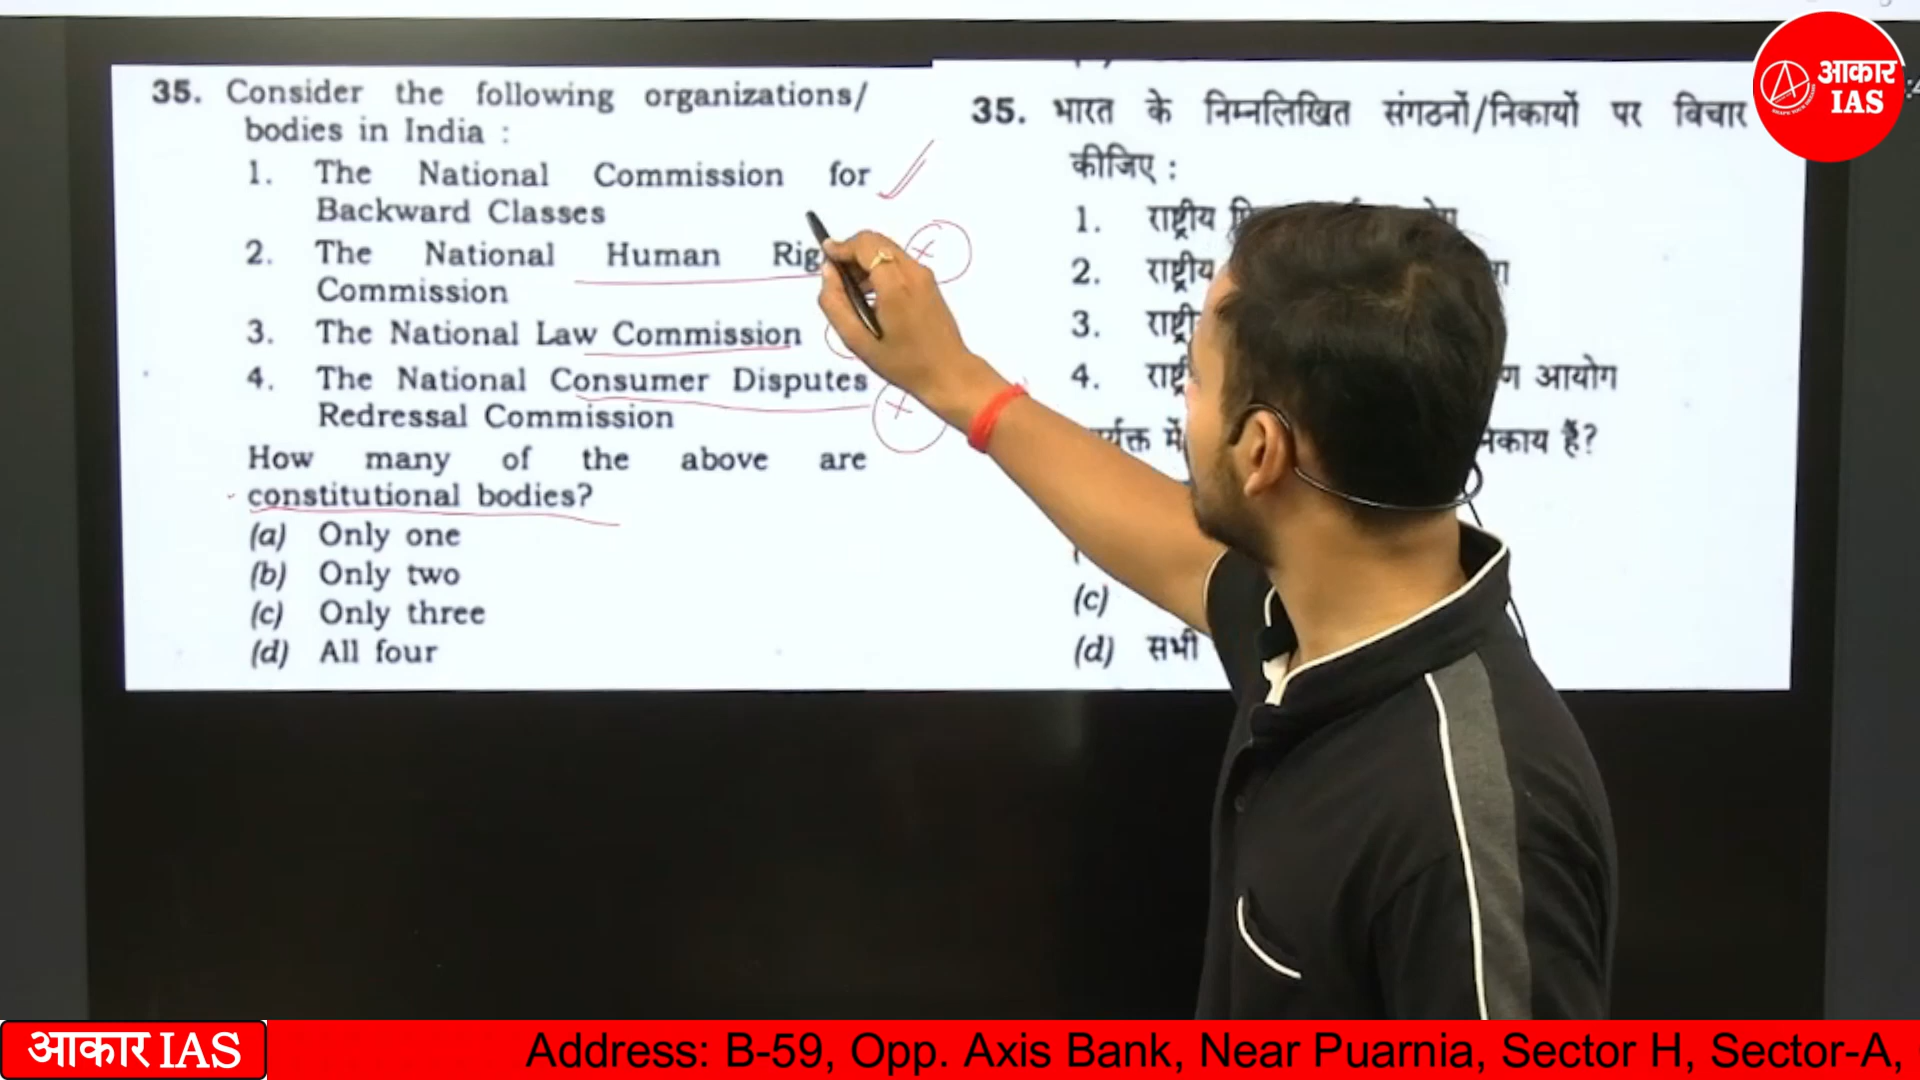 35. Consider the following organizations/
bodies in India :
1. The National Commission for
Backward Classes
2. The National Human
Commission
3. The National Law Commission
4. The National Consumer Disputes
Redressal Commission
How many of the above are
constitutional bodies?
(a) Only one
(b) Only two
(c) Only three
(d) All four
35. भारत के निम्नलिखित संगठनों/निकायों पर विचार
कीजिए :
1. राष्ट्रीय
2. राष्ट्रीय
3.
4. आयोग
में हैं?
(c)
(d) सभी
आकार
IAS
आकार IAS
Address: B-59, Opp. Axis Bank, Near Puarnia, Sector H, Sector-A,